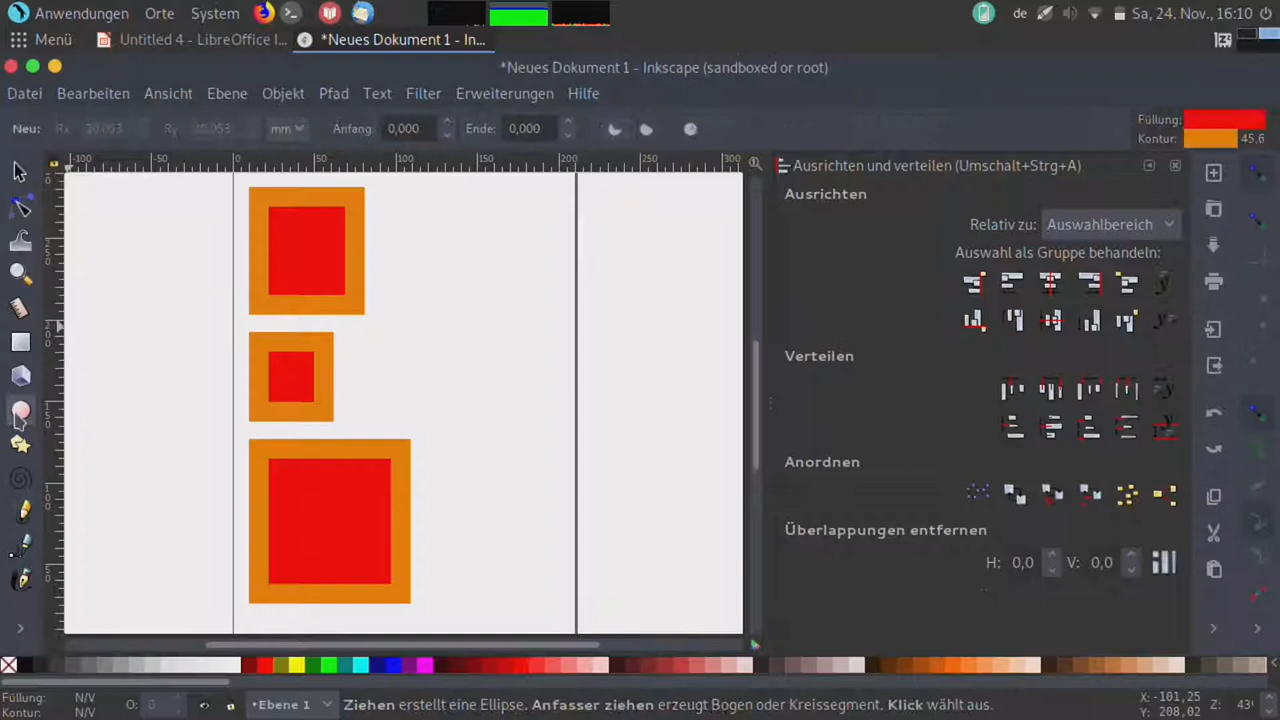 Anwendungen Orte System de Sa, 24. Nov., 16:10
Menü Untitled 4 - LibreOffice I... *Neues Dokument 1 - In...
*Neues Dokument 1 - Inkscape (sandboxed or root)
Datei Bearbeiten Ansicht Ebene Objekt Pfad Text Filter Erweiterungen Hilfe
Neu: Rx Ry mm Anfang: 0,000 Ende: 0,000
Füllung:
Kontur: 45,6
-100 -50 0 50 100 150 200 250 300
Ausrichten und verteilen (Umschalt+Strg+A)
Ausrichten
Relativ zu: Auswahlbereich
Auswahl als Gruppe behandeln:
Verteilen
Anordnen
Überlappungen entfernen
H: 0,0 V: 0,0
Füllung: N/V
Kontur: N/V
O: Ebene 1 Ziehen erstellt eine Ellipse. Anfasser ziehen erzeugt Bogen oder Kreissegment. Klick wählt aus.
X: -101,25
Y: 208,02
Z: